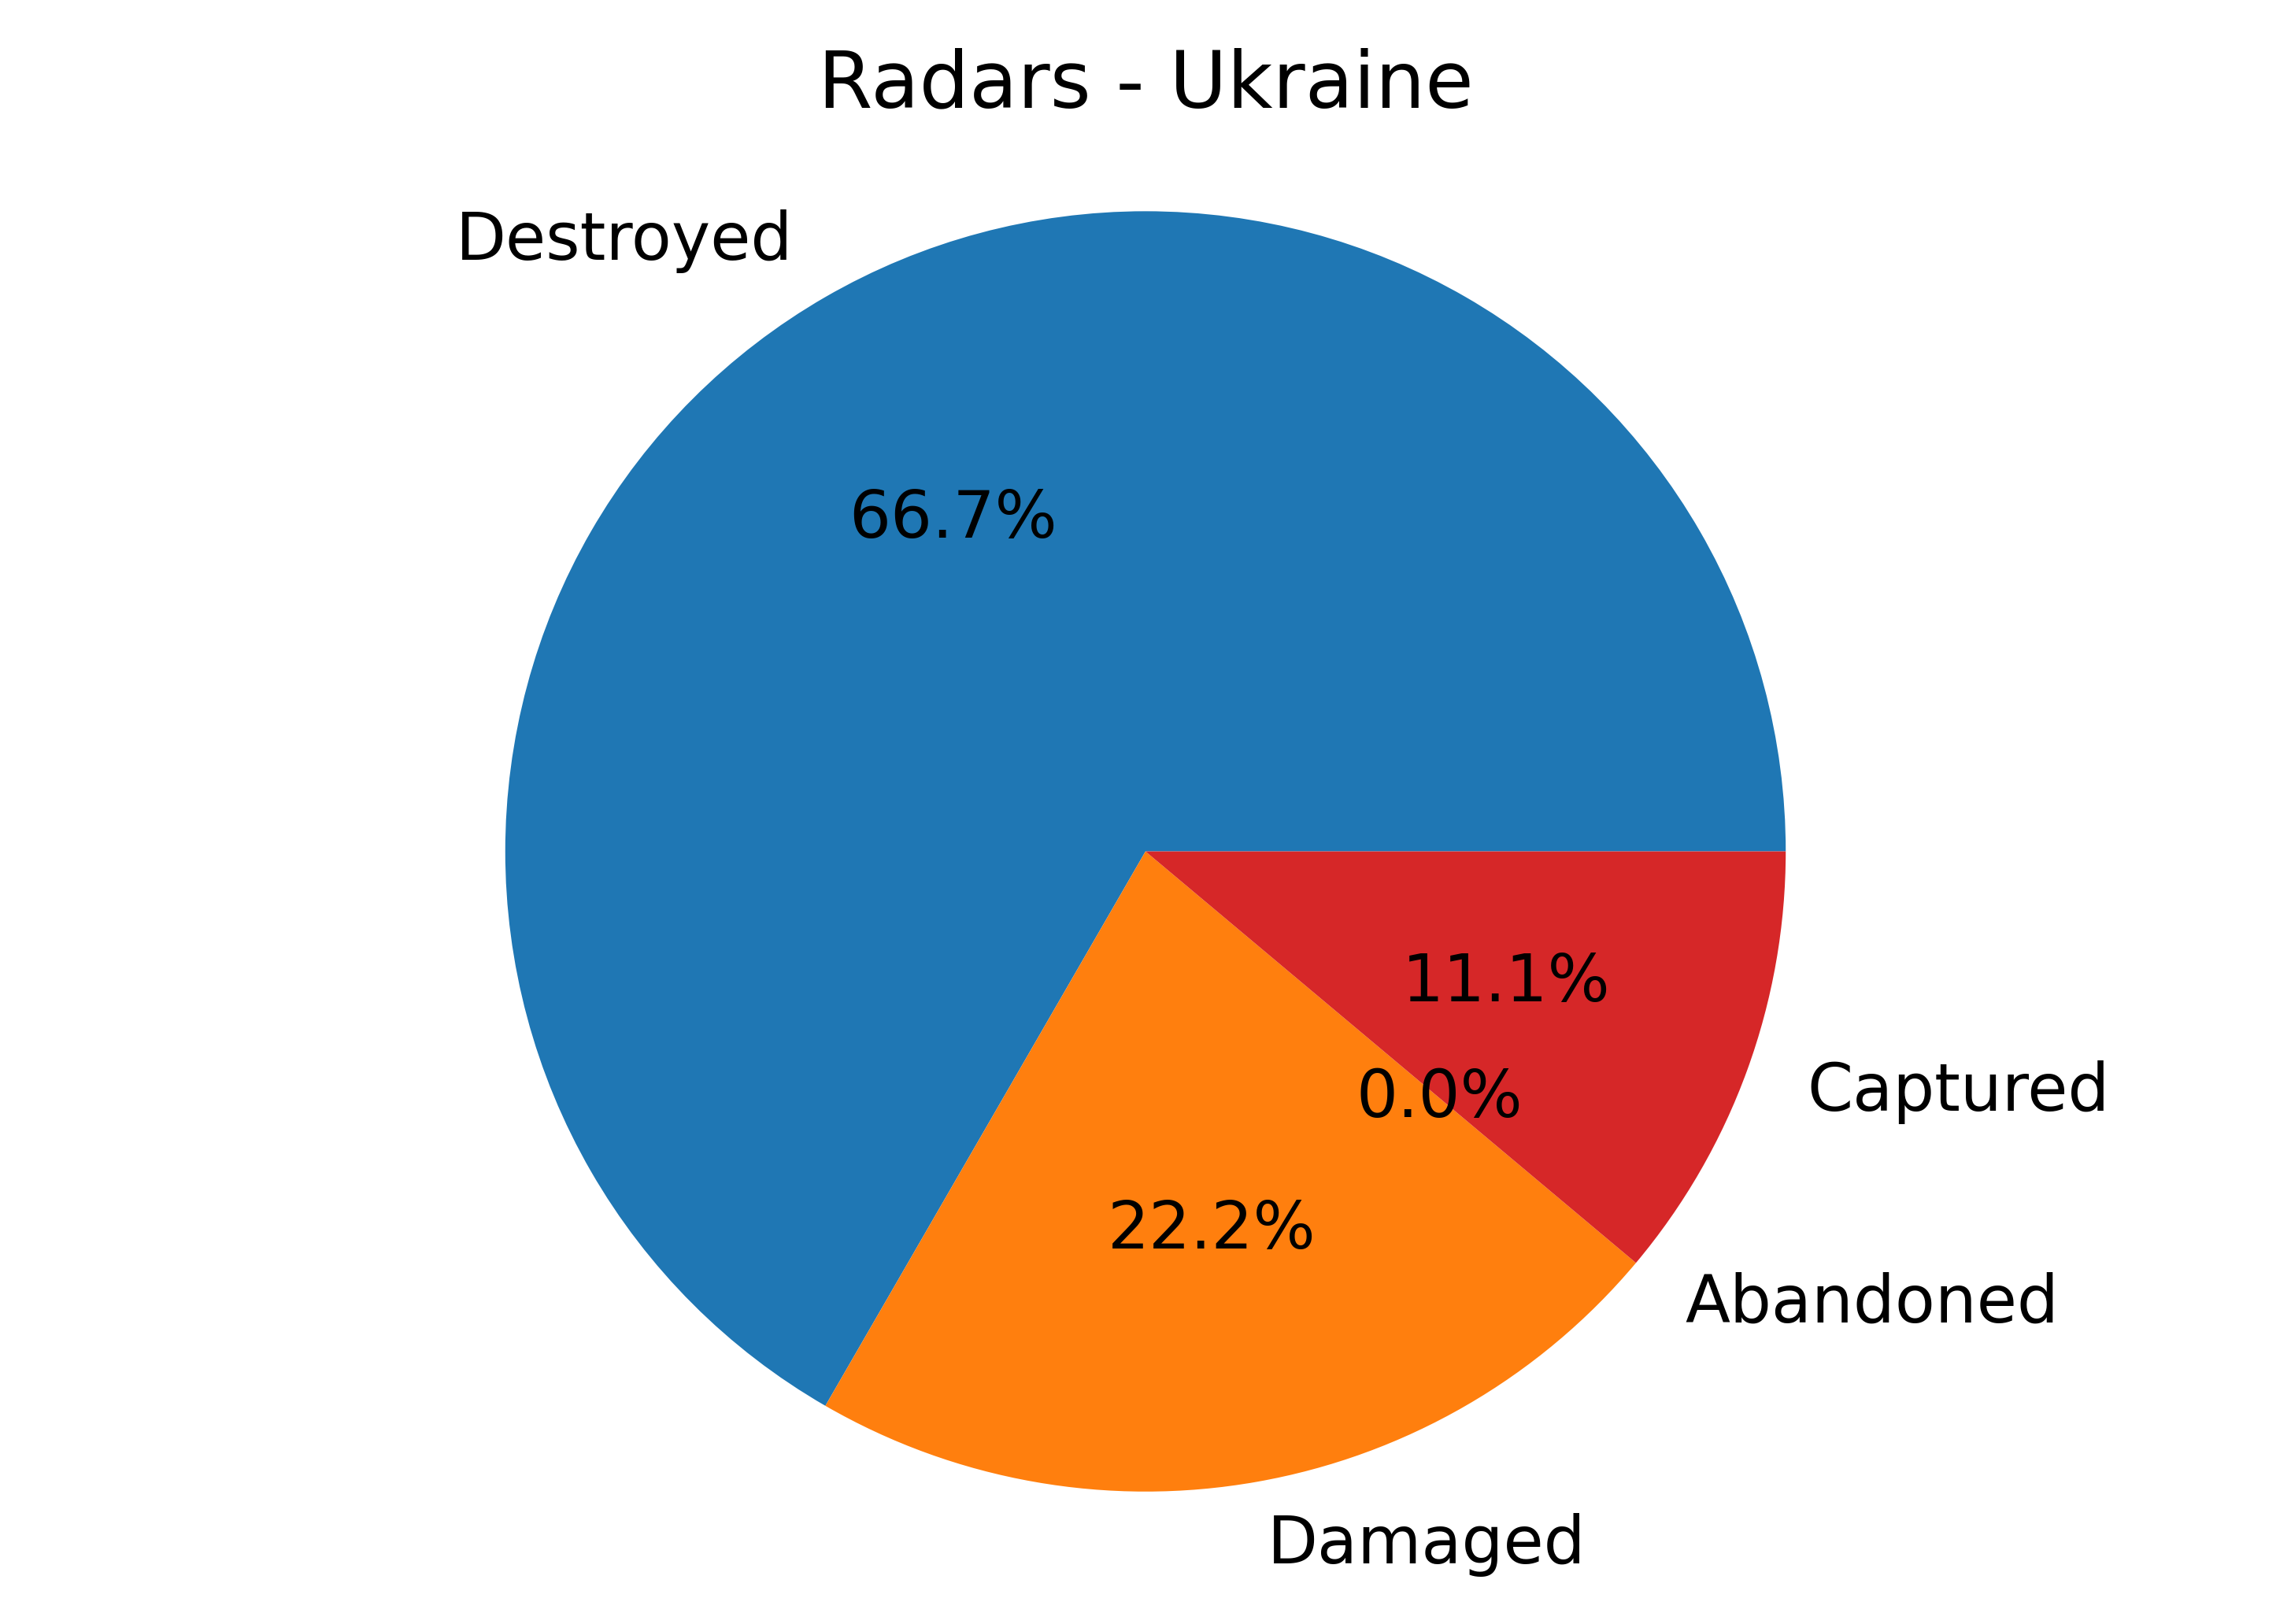 Radars - Ukraine
Destroyed
66.7%
11.1%
Captured
0.0%
Abandoned
22.2%
Damaged